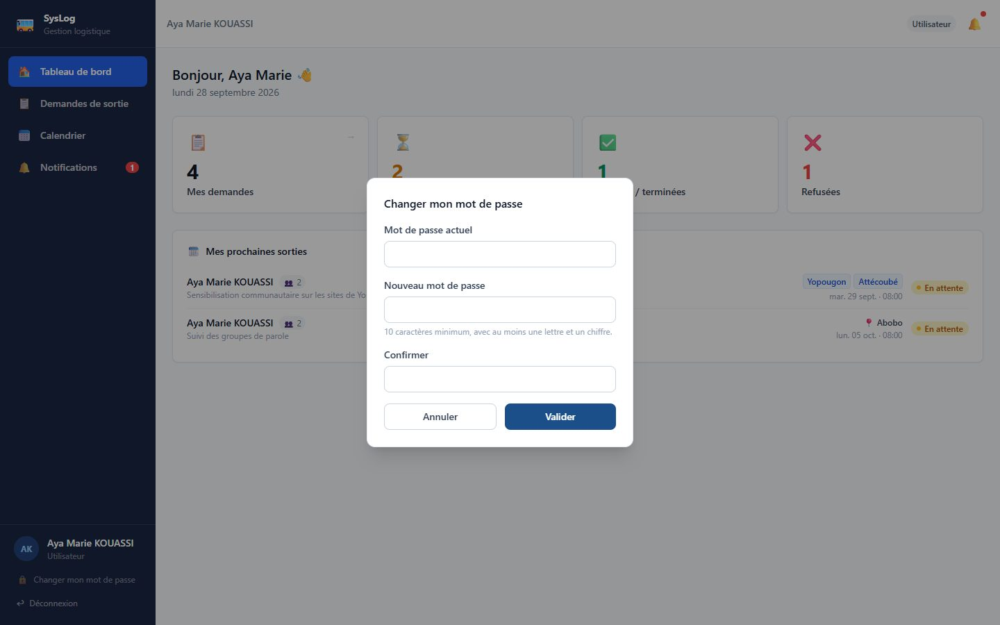 SysLog
Gestion logistique
Tableau de bord
Demandes de sortie
Calendrier
Notifications 1
Aya Marie KOUASSI
Utilisateur
Bonjour, Aya Marie
lundi 28 septembre 2026
4
Mes demandes
2
1
/ terminées
1
Refusées
Mes prochaines sorties
Aya Marie KOUASSI 2
Sensibilisation communautaire sur les sites de Yo
Yopougon Attécoubé
mar. 29 sept. · 08:00
En attente
Aya Marie KOUASSI 2
Suivi des groupes de parole
Abobo
lun. 05 oct. · 08:00
En attente
Changer mon mot de passe
Mot de passe actuel
Nouveau mot de passe
10 caractères minimum, avec au moins une lettre et un chiffre.
Confirmer
Annuler
Valider
AK
Aya Marie KOUASSI
Utilisateur
Changer mon mot de passe
Déconnexion